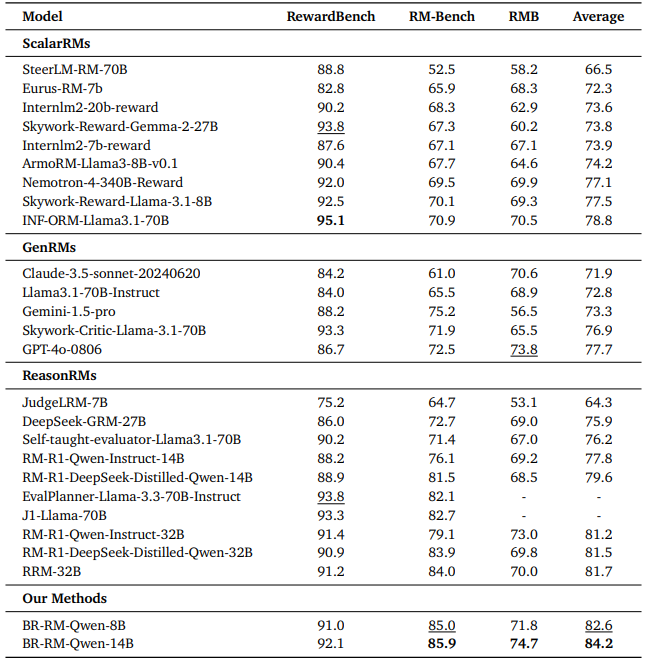 Model RewardBench RM-Bench RMB Average
ScalarRMs
SteerLM-RM-70B 88.8 52.5 58.2 66.5
Eurus-RM-7b 82.8 65.9 68.3 72.3
Internlm2-20b-reward 90.2 68.3 62.9 73.6
Skywork-Reward-Gemma-2-27B 93.8 67.3 60.2 73.8
Internlm2-7b-reward 87.6 67.1 67.1 73.9
ArmoRM-Llama3-8B-v0.1 90.4 67.7 64.6 74.2
Nemotron-4-340B-Reward 92.0 69.5 69.9 77.1
Skywork-Reward-Llama-3.1-8B 92.5 70.1 69.3 77.5
INF-ORM-Llama3.1-70B 95.1 70.9 70.5 78.8
GenRMs
Claude-3.5-sonnet-20240620 84.2 61.0 70.6 71.9
Llama3.1-70B-Instruct 84.0 65.5 68.9 72.8
Gemini-1.5-pro 88.2 75.2 56.5 73.3
Skywork-Critic-Llama-3.1-70B 93.3 71.9 65.5 76.9
GPT-4o-0806 86.7 72.5 73.8 77.7
ReasonRMs
JudgeLRM-7B 75.2 64.7 53.1 64.3
DeepSeek-GRM-27B 86.0 72.7 69.0 75.9
Self-taught-evaluator-Llama3.1-70B 90.2 71.4 67.0 76.2
RM-R1-Qwen-Instruct-14B 88.2 76.1 69.2 77.8
RM-R1-DeepSeek-Distilled-Qwen-14B 88.9 81.5 68.5 79.6
EvalPlanner-Llama-3.3-70B-Instruct 93.8 82.1 - -
J1-Llama-70B 93.3 82.7 - -
RM-R1-Qwen-Instruct-32B 91.4 79.1 73.0 81.2
RM-R1-DeepSeek-Distilled-Qwen-32B 90.9 83.9 69.8 81.5
RRM-32B 91.2 84.0 70.0 81.7
Our Methods
BR-RM-Qwen-8B 91.0 85.0 71.8 82.6
BR-RM-Qwen-14B 92.1 85.9 74.7 84.2